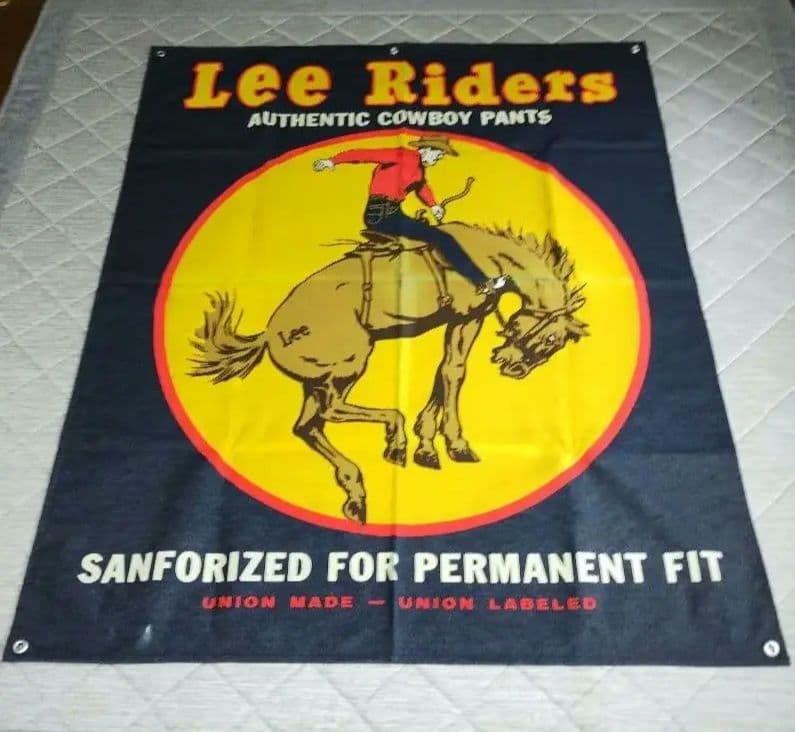 Lee Riders
AUTHENTIC COWBOY PANTS
Lee
SANFORIZED FOR PERMANENT FIT
UNION MADE — UNION LABELED